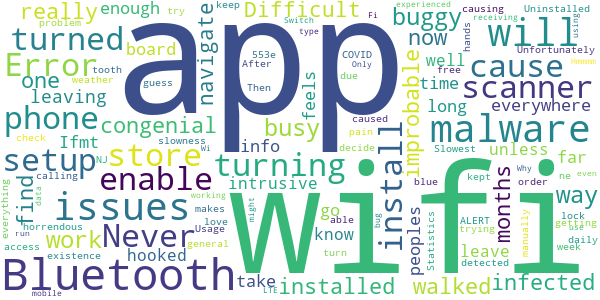 really enough try keep Difficult Switch Fi experienced causing
problem type receiving Uninstalled
turned navigate app buggy will
Error board 553e COVID hands using
tooth After Only now Unfortunately Hmmm
one weather Then due well cause
leaving guess feels improbable time free scanner
phone congenial busy caused long everywhere
check Ifmt slowness pain malware
setup NJ store info Wi decide unless far
calling turning Slowest ne even
find enable intrusive wifi install blue kept Why order way
everything data issues makes go able peoples months lock
horrendous working love know might Statistics ALERT use getting
run work Never Usage bug trying manually daily
access existence hooked general turn leave detected week
Bluetooth take LTE installed walked infected
mobile